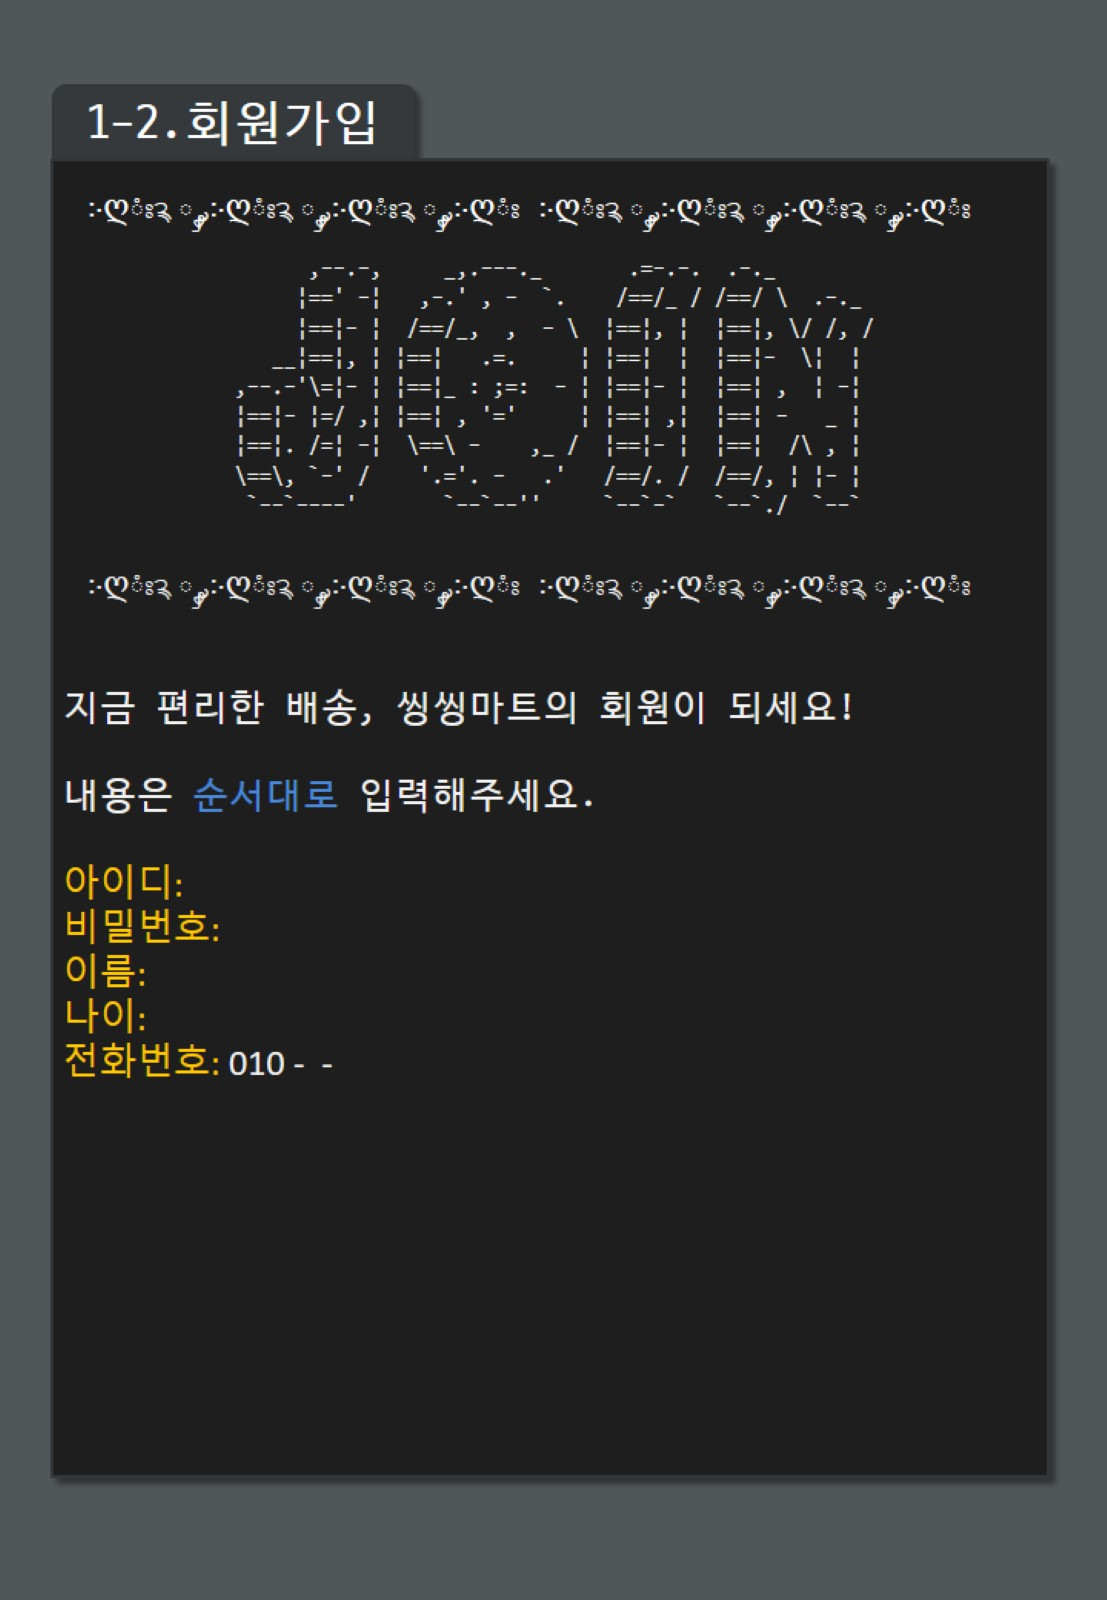 1-2.회원가입
JOIN
지금 편리한 배송, 씽씽마트의 회원이 되세요!
내용은 순서대로 입력해주세요.
아이디:
비밀번호:
이름:
나이:
전화번호: 010 -  -